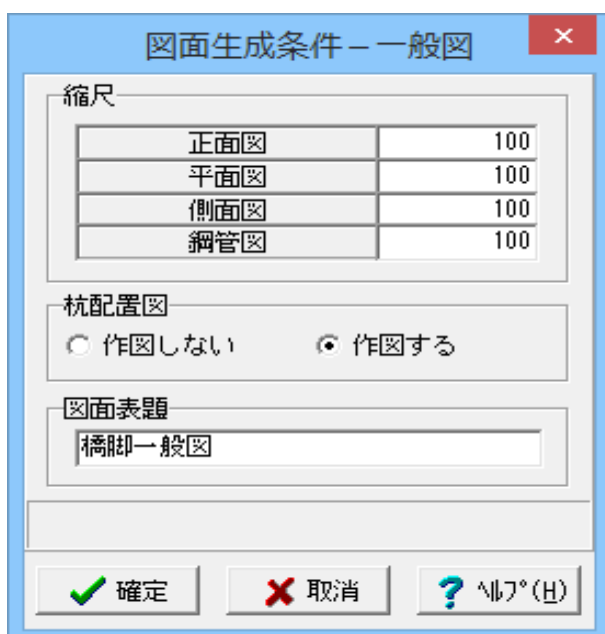 図面生成条件－一般図
縮尺
正面図 100
平面図 100
側面図 100
鋼管図 100
杭配置図
作図しない 作図する
図面表題
橋脚一般図
確定 取消 ﾍﾙﾌﾟ(H)